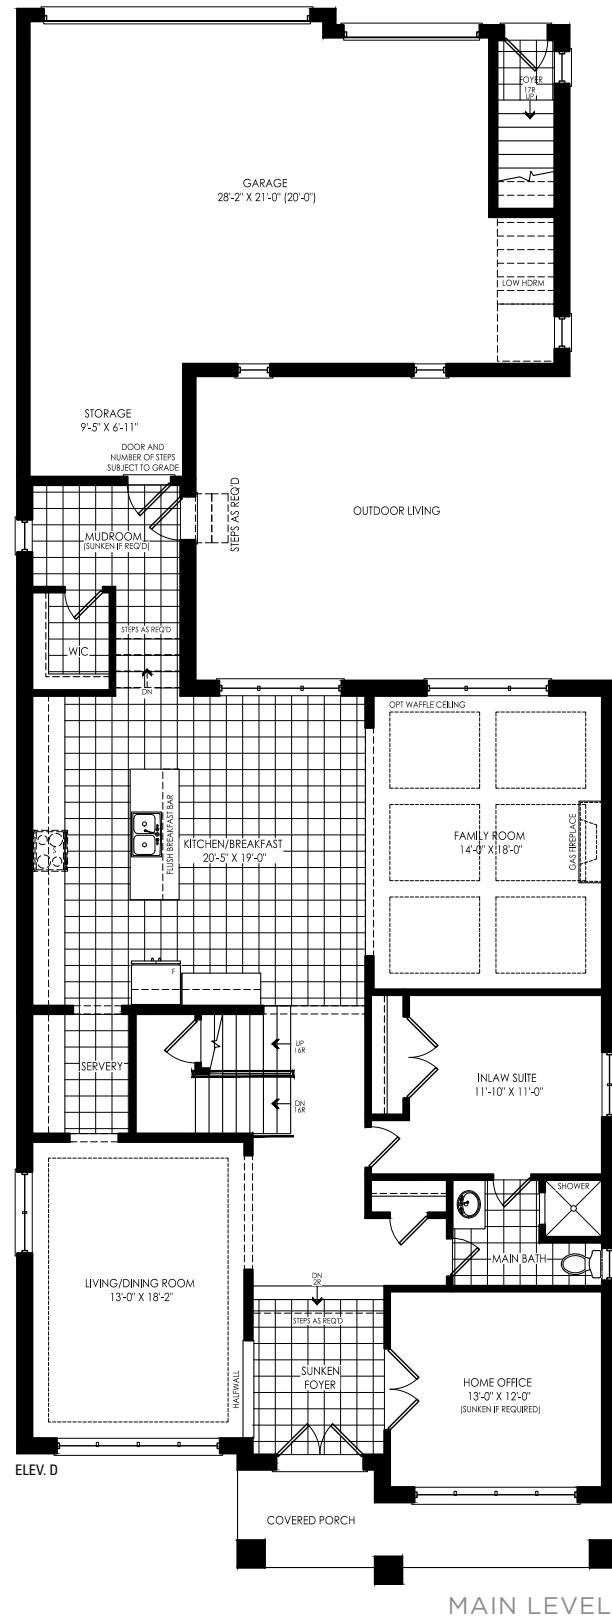 FOYER
17R
UP
GARAGE
28'-2" X 21'-0" (20'-0")
LOW HDRM
STORAGE
9'-5" X 6'-11"
DOOR AND
NUMBER OF STEPS
SUBJECT TO GRADE
STEPS AS REQ'D
OUTDOOR LIVING
MUDROOM
(SUNKEN IF REQ'D)
STEPS AS REQ'D
WIC
DN
OPT WAFFLE CEILING
FLUSH BREAKFAST BAR
KITCHEN/BREAKFAST
20'-5" X 19'-0"
FAMILY ROOM
14'-0" X 18'-0"
GAS FIREPLACE
S
F
UP
16R
SERVERY
INLAW SUITE
11'-10" X 11'-0"
DN
16R
SHOWER
MAIN BATH
LIVING/DINING ROOM
13'-0" X 18'-2"
DN
2R
STEPS AS REQ'D
SUNKEN
FOYER
HALFWALL
HOME OFFICE
13'-0" X 12'-0"
(SUNKEN IF REQUIRED)
ELEV. D
COVERED PORCH
MAIN LEVEL